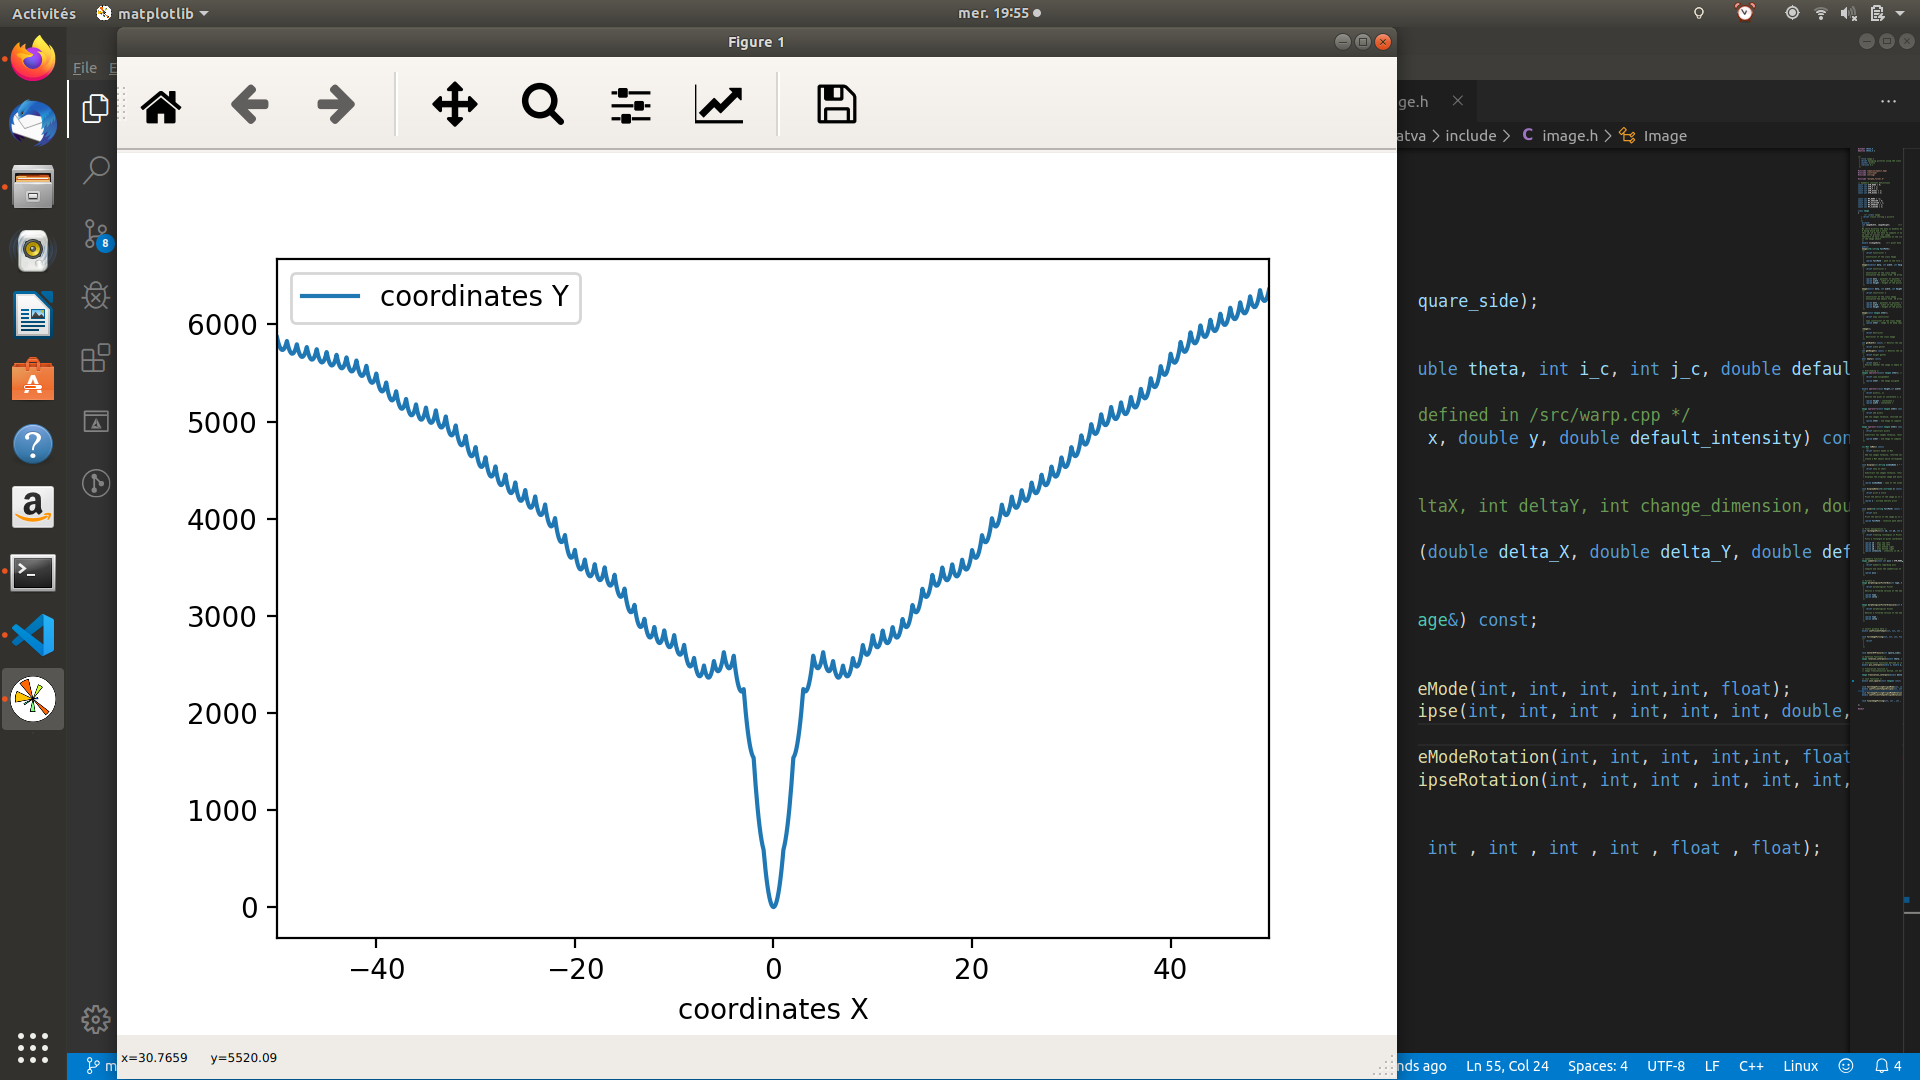 Activités
matplotlib
mer. 19:55
Figure 1
File
ge.h
atva > include > C image.h > Image
coordinates Y
6000
5000
4000
3000
2000
1000
0
−40
−20
0
20
40
coordinates X
quare_side);
uble theta, int i_c, int j_c, double defaul
defined in /src/warp.cpp */
x, double y, double default_intensity) con
ltaX, int deltaY, int change_dimension, dou
(double delta_X, double delta_Y, double def
age&) const;
eMode(int, int, int, int,int, float);
ipse(int, int, int , int, int, int, double,
eModeRotation(int, int, int, int,int, float
ipseRotation(int, int, int , int, int, int,
int , int , int , int , float , float);
8
x=30.7659 y=5520.09
nds ago
Ln 55, Col 24
Spaces: 4
UTF-8
LF
C++
Linux
4